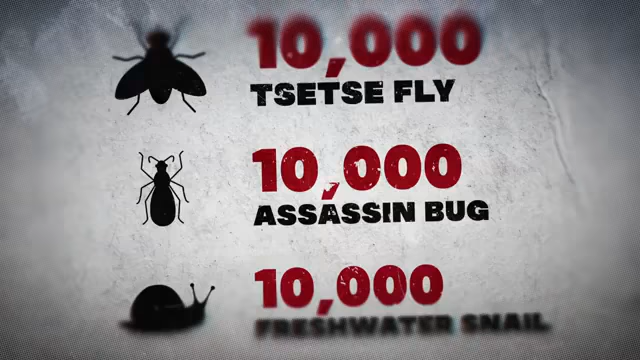 10,000
TSETSE FLY
10,000
ASSASSIN BUG
10,000
FRESHWATER SNAIL